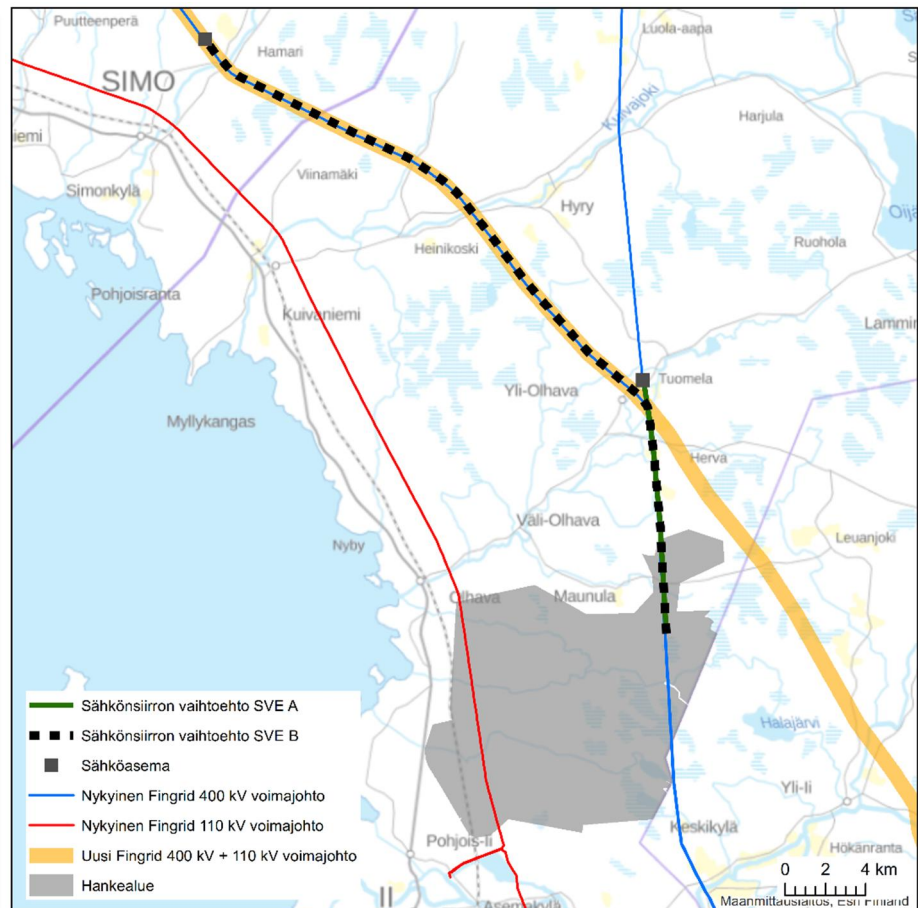 Puutteenperä
Hamari
Luola-aapa
SIMO
Kuivajoki
Harjula
niemi
Viinamäki
Simonkylä
Hyry
Oijä
Heinikoski
Ruohola
Pohjoisranta
Kuivaniemi
Lammin
Tuomela
Yli-Olhava
Myllykangas
Herva
Väli-Olhava
Leuanjoki
Nyby
Olhava
Maunula
Sähkönsiirron vaihtoehto SVE A
Sähkönsiirron vaihtoehto SVE B
Halajärvi
Sähköasema
Yli-Ii
Nykyinen Fingrid 400 kV voimajohto
Nykyinen Fingrid 110 kV voimajohto
Keskikylä
Pohjois-Ii
Hökänranta
Uusi Fingrid 400 kV + 110 kV voimajohto
0 2 4 km
Hankealue
II
Asemakylä
Maanmittauslaitos, Esri Finland